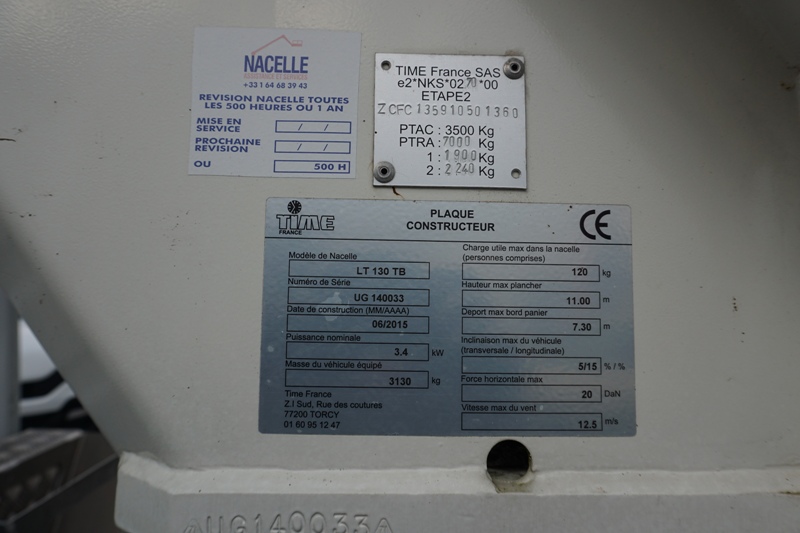 NACELLE
ASSISTANCE ET SERVICES
+33 1 64 68 39 43
REVISION NACELLE TOUTES
LES 500 HEURES OU 1 AN
MISE EN
SERVICE / /
PROCHAINE
REVISION / /
OU 500 H
TIME France SAS
e2*NKS*0270*00
ETAPE2
ZCFC135910501360
PTAC : 3500 Kg
PTRA : 7000 Kg
1 : 1900 Kg
2 : 2240 Kg
TIME
FRANCE
PLAQUE
CONSTRUCTEUR
CE
Modèle de Nacelle
LT 130 TB
Numéro de Série
UG 140033
Date de construction (MM/AAAA)
06/2015
Puissance nominale
3.4 kW
Masse du véhicule équipé
3130 kg
Time France
Z.I Sud, Rue des coutures
77200 TORCY
01 60 95 12 47
Charge utile max dans la nacelle
(personnes comprises)
120 kg
Hauteur max plancher
11.00 m
Deport max bord panier
7.30 m
Inclinaison max du véhicule
(transversale / longitudinale)
5/15 % / %
Force horizontale max
20 DaN
Vitesse max du vent
12.5 m/s
UG140033